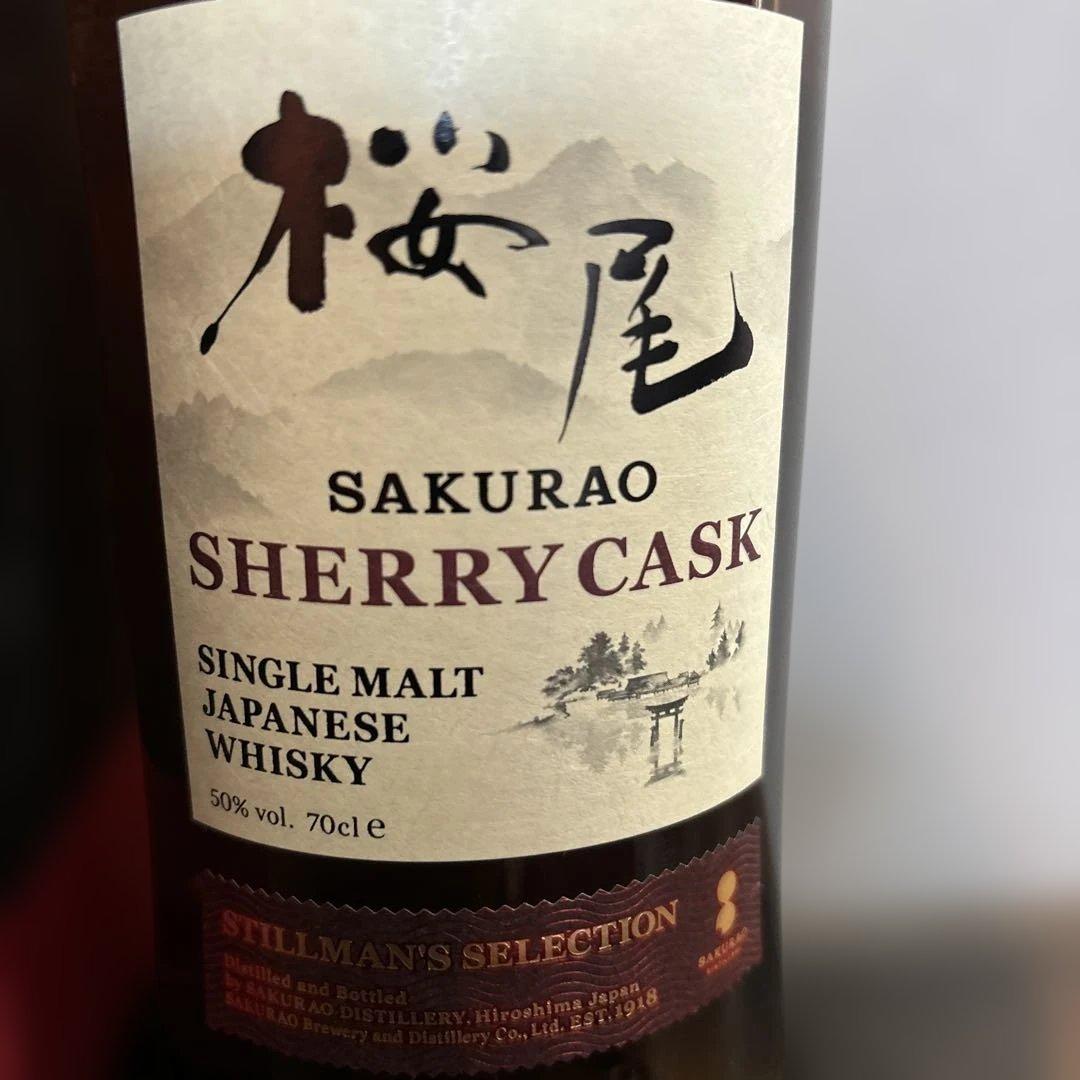 桜尾
SAKURAO
SHERRY CASK
SINGLE MALT
JAPANESE
WHISKY
50% vol. 70cl e
STILLMAN'S SELECTION
SAKURAO
Distilled and Bottled
by SAKURAO DISTILLERY, Hiroshima Japan
SAKURAO Brewery and Distillery Co., Ltd. EST. 1918